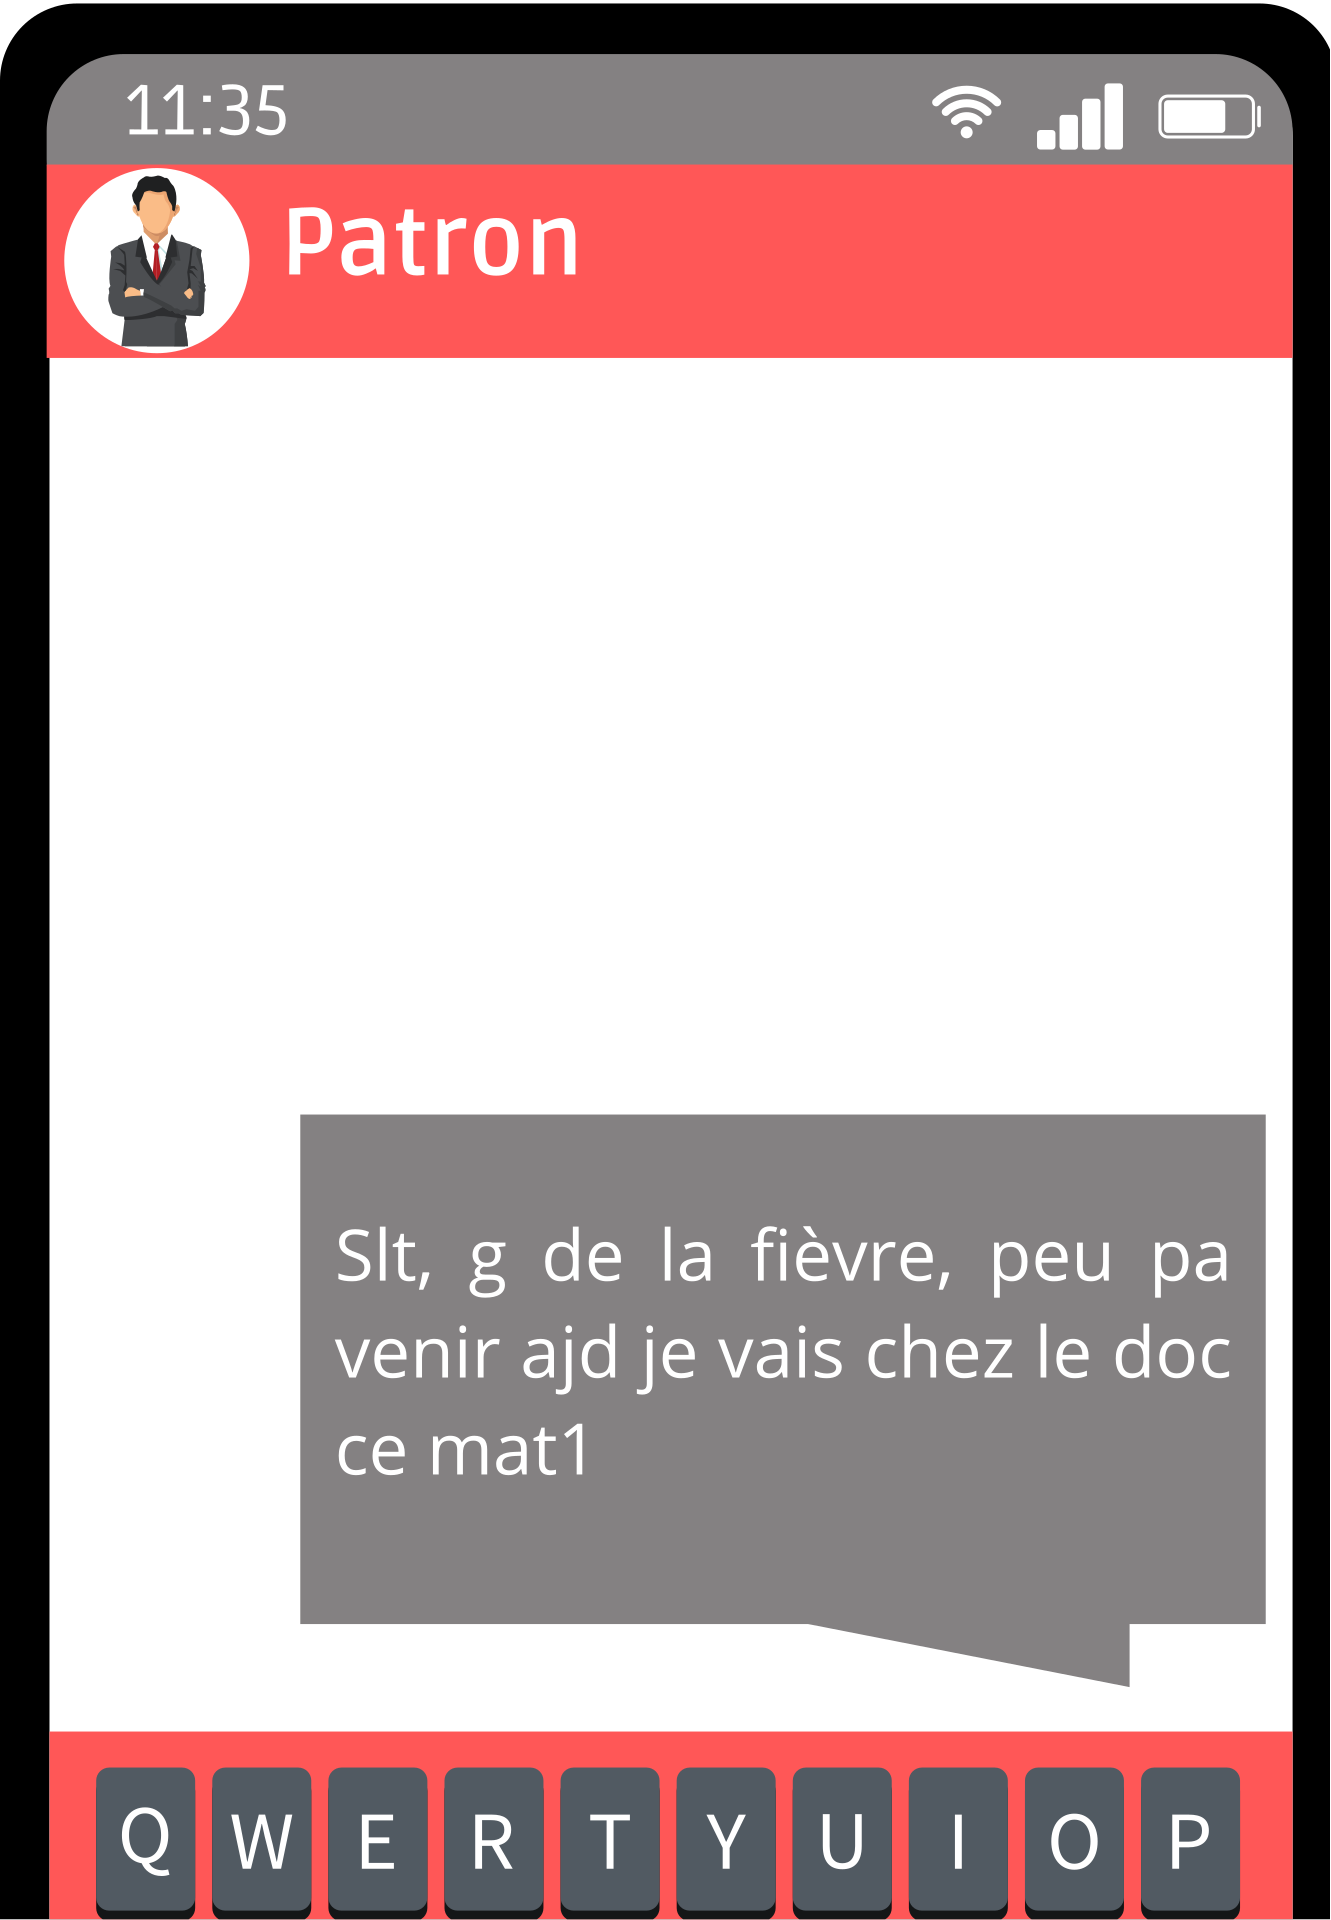 11:35
Patron
Slt, g de la fièvre, peu pa
venir ajd je vais chez le doc
ce mat1
Q W E R T Y U I O P